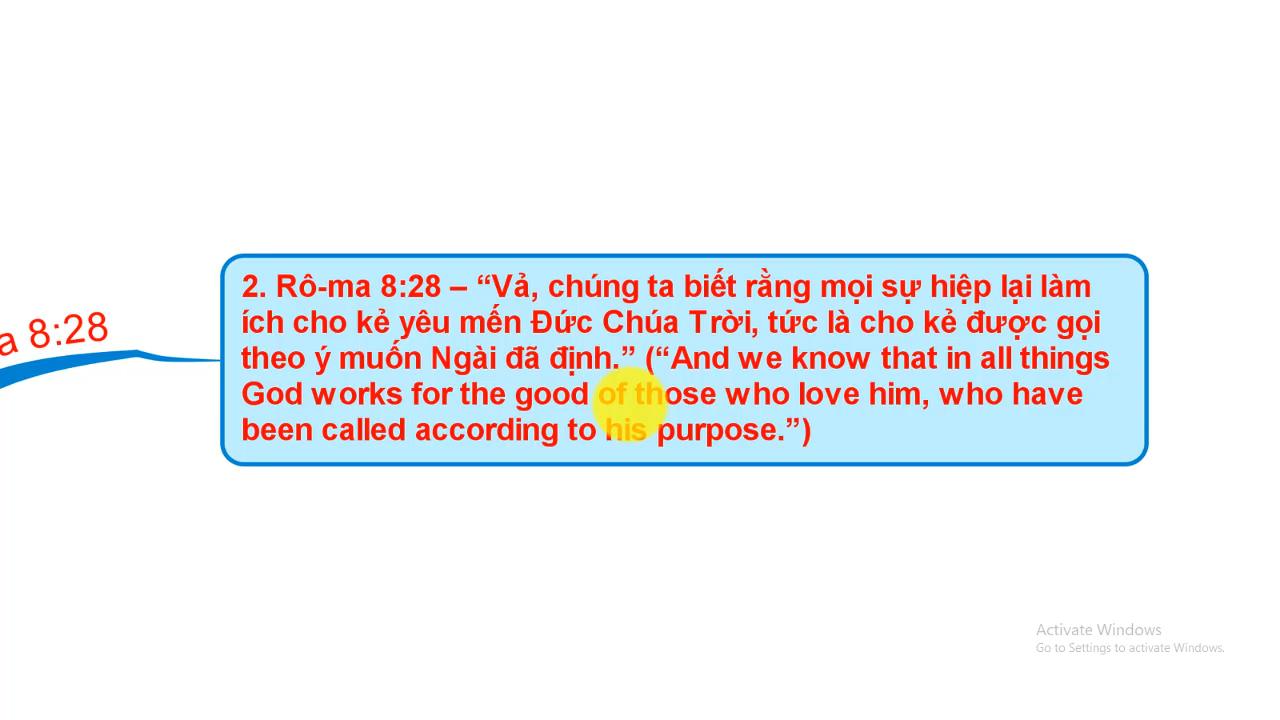 a 8:28
2. Rô-ma 8:28 – “Vả, chúng ta biết rằng mọi sự hiệp lại làm
ích cho kẻ yêu mến Đức Chúa Trời, tức là cho kẻ được gọi
theo ý muốn Ngài đã định.” (“And we know that in all things
God works for the good of those who love him, who have
been called according to his purpose.”)
Activate Windows
Go to Settings to activate Windows.